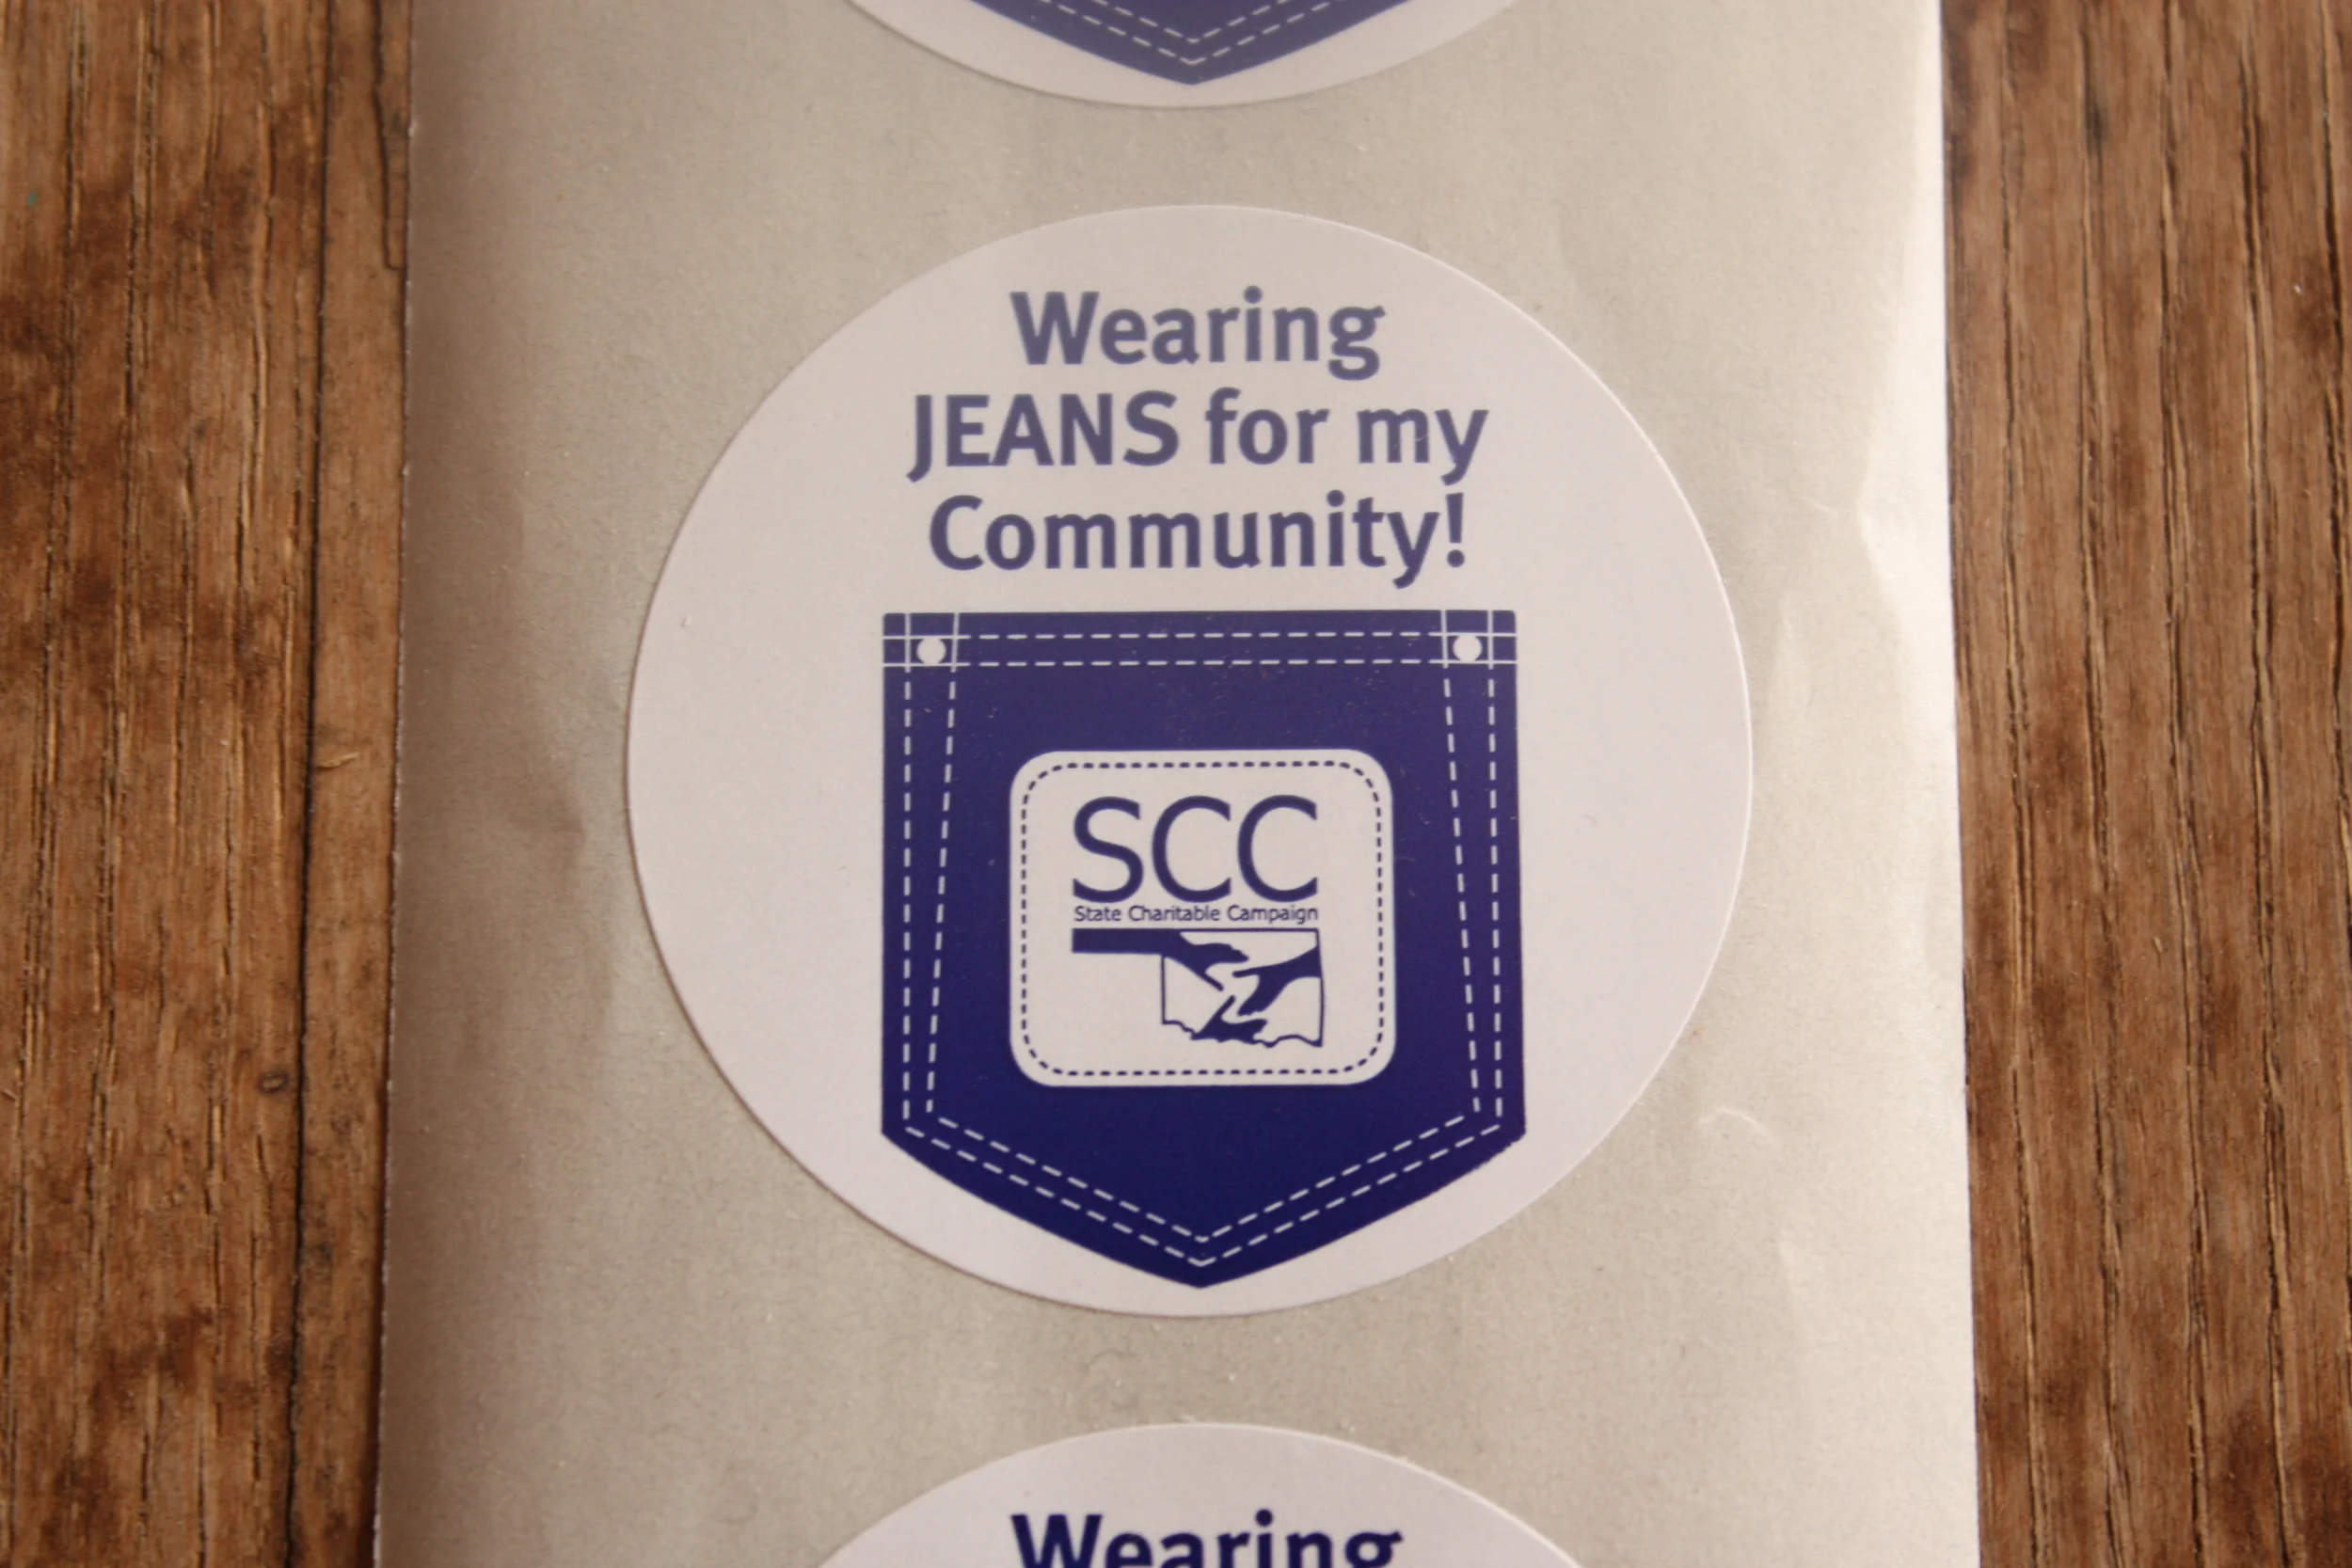 Wearing
JEANS for my
Community!
SCC
State Charitable Campaign
Wearing